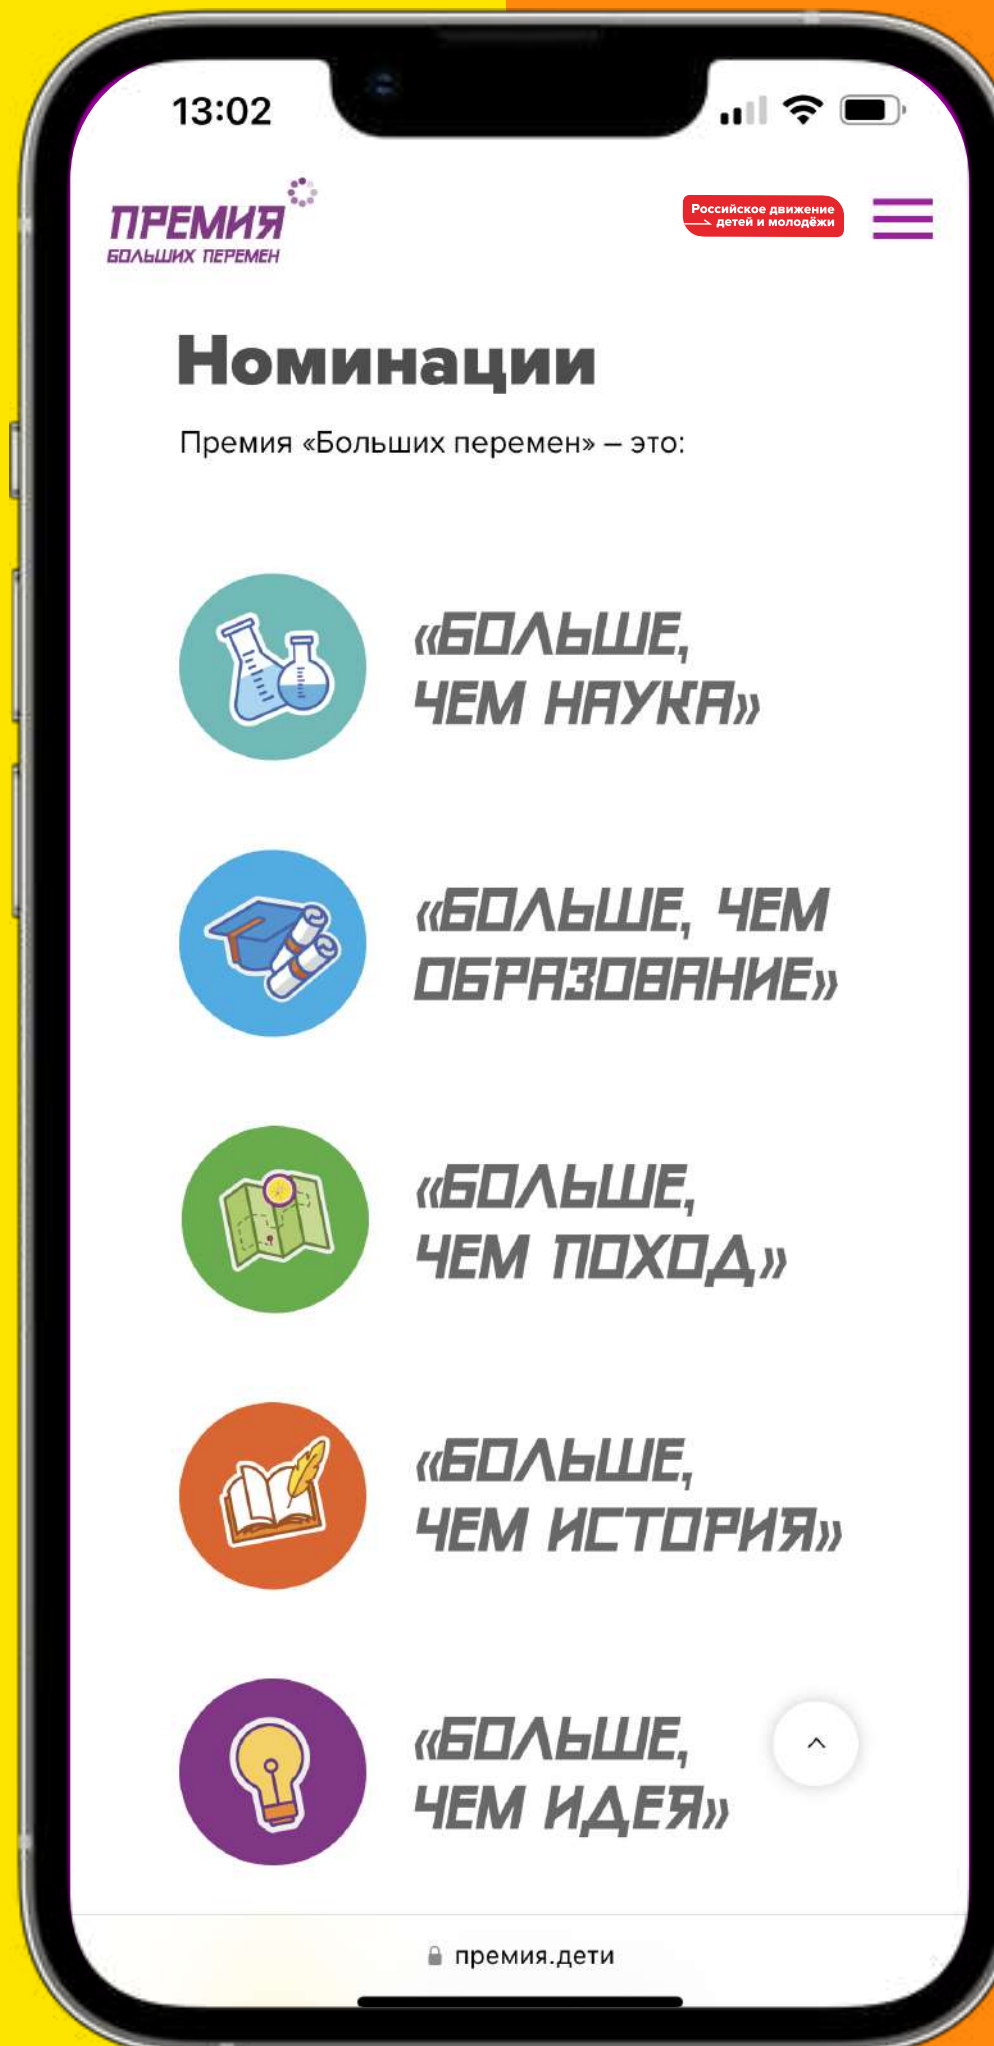 13:02
ПРЕМИЯ
БОЛЬШИХ ПЕРЕМЕН
Российское движение
детей и молодёжи
Номинации
Премия «Больших перемен» – это:
«БОЛЬШЕ,
ЧЕМ НАУКА»
«БОЛЬШЕ, ЧЕМ
ОБРАЗОВАНИЕ»
«БОЛЬШЕ,
ЧЕМ ПОХОД»
«БОЛЬШЕ,
ЧЕМ ИСТОРИЯ»
«БОЛЬШЕ,
ЧЕМ ИДЕЯ»
премия.дети